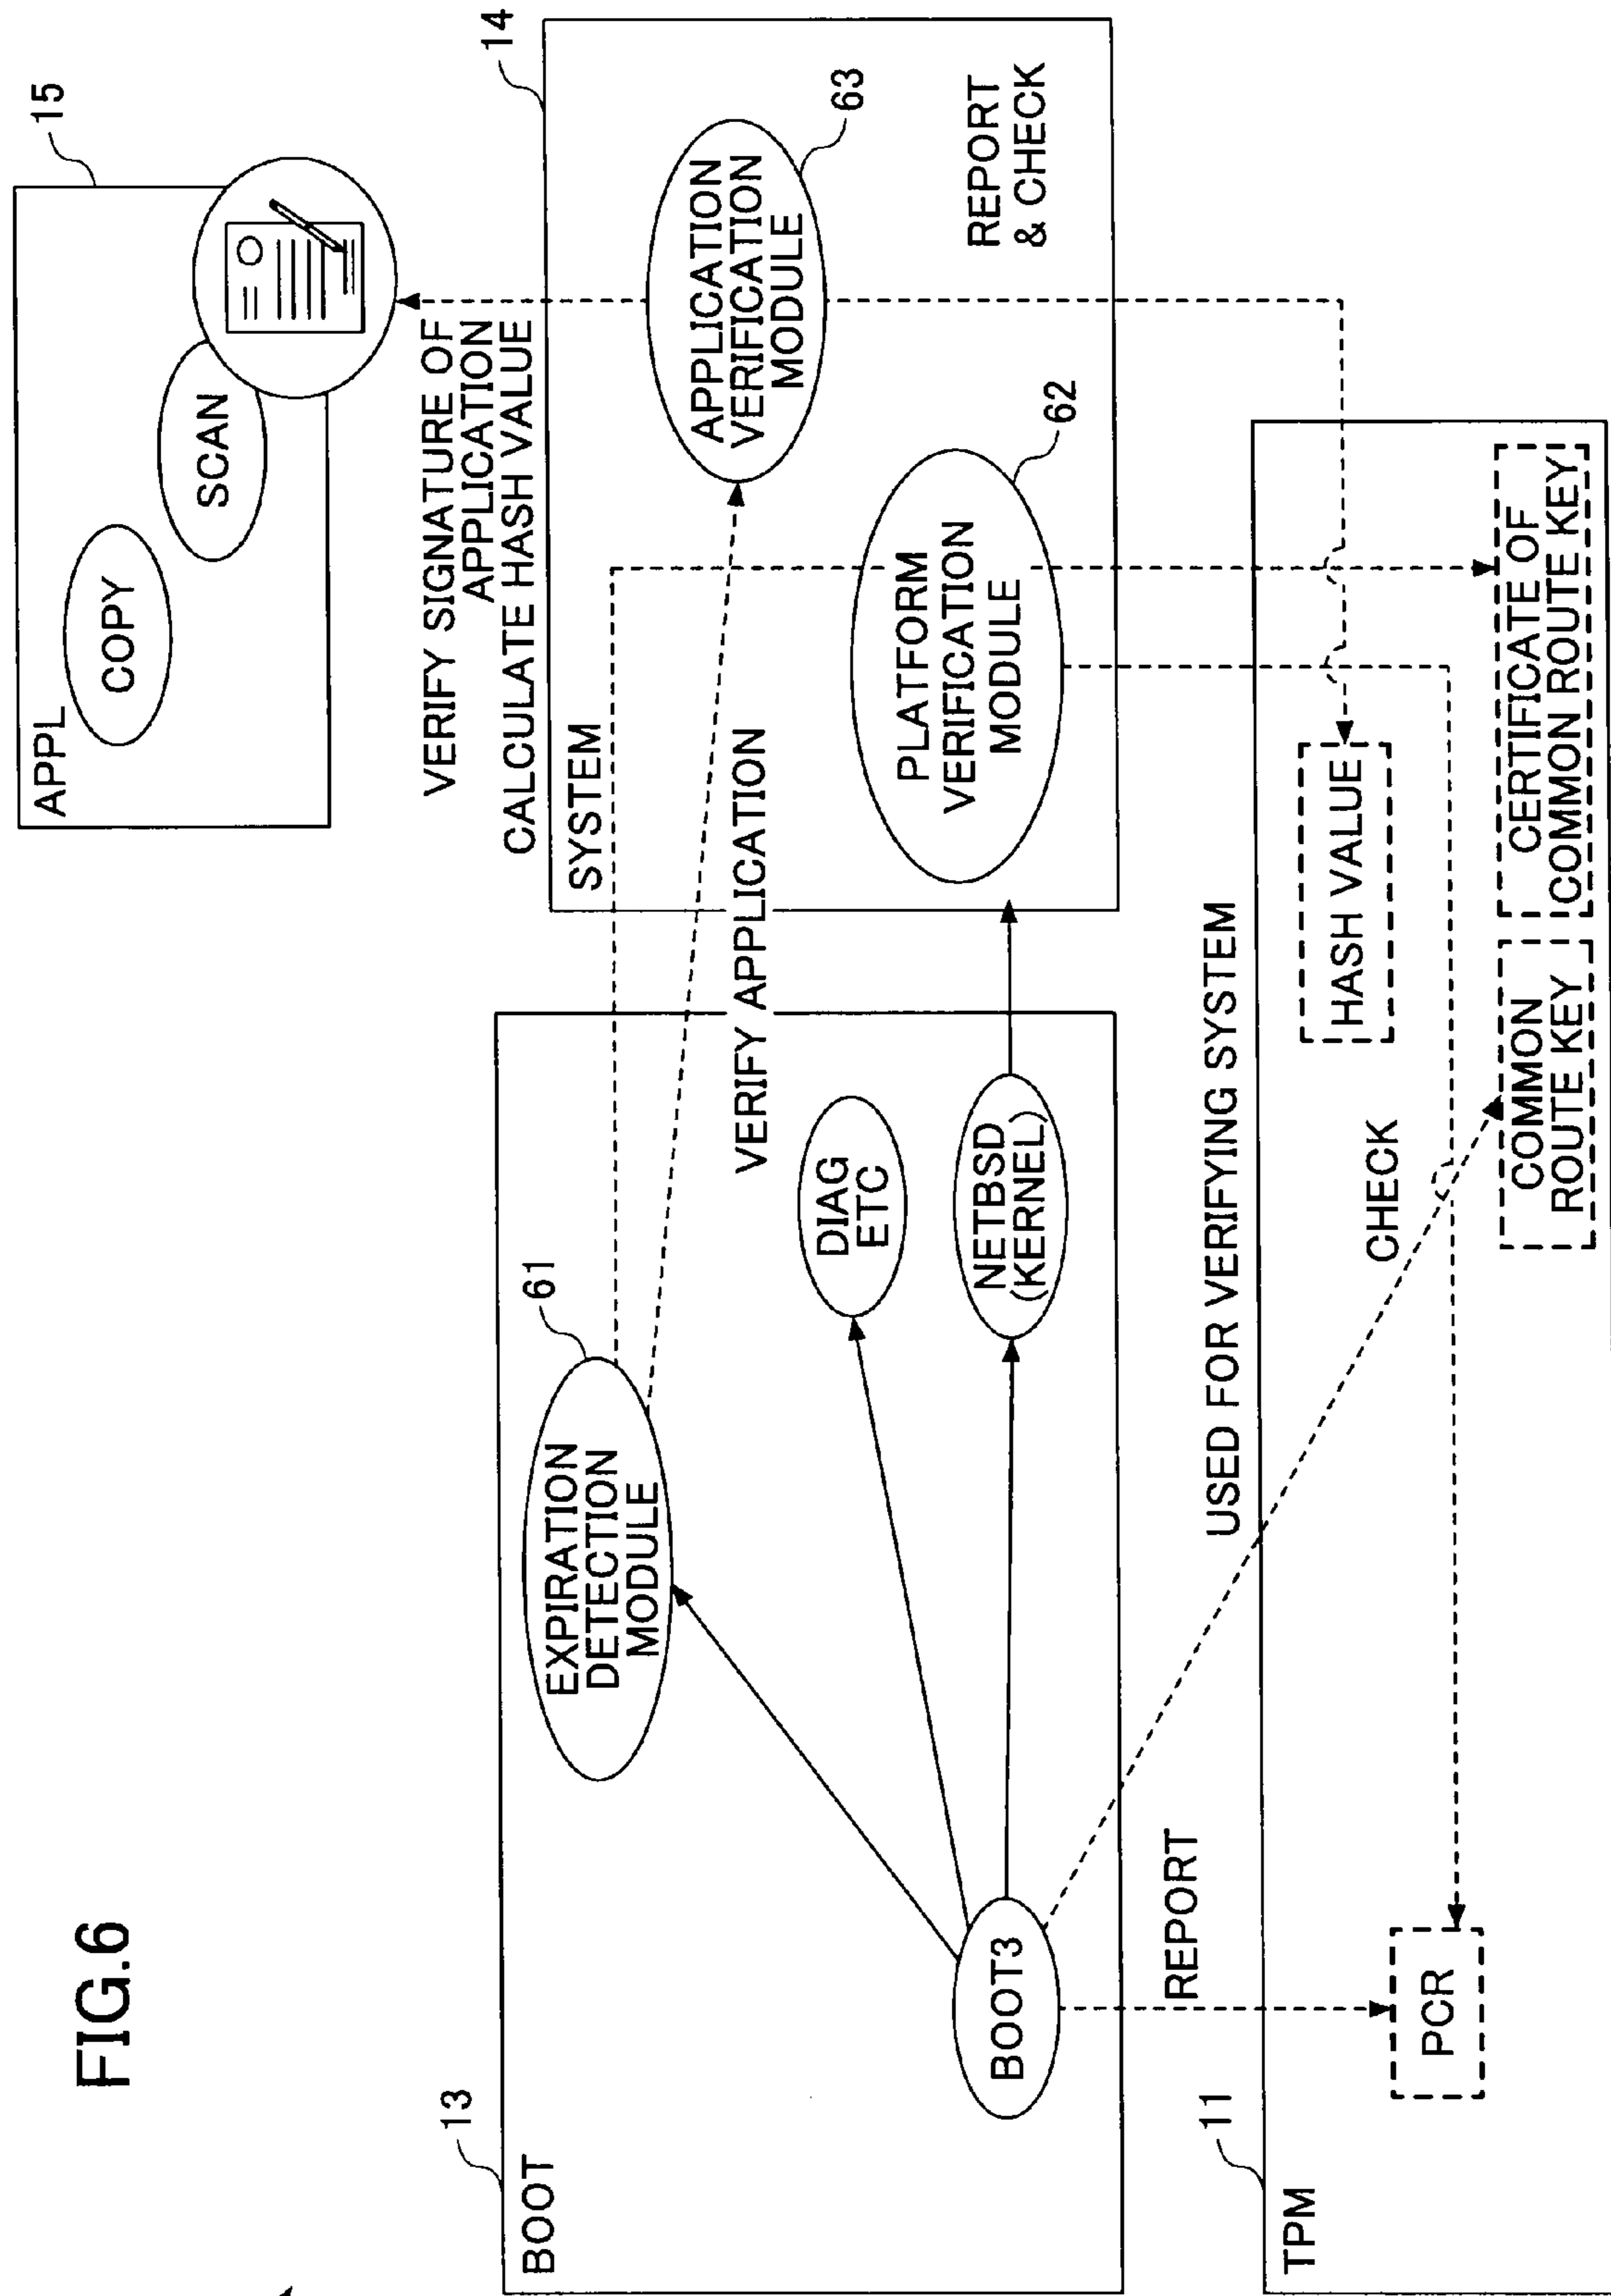 FIG.6
APPL
15
COPY
SCAN
VERIFY SIGNATURE OF
APPLICATION
CALCULATE HASH VALUE
13
BOOT
61
EXPIRATION
DETECTION
MODULE
DIAG
ETC
NETBSD
(KERNEL)
BOOT3
VERIFY APPLICATION
14
SYSTEM
APPLICATION
VERIFICATION
MODULE
63
PLATFORM
VERIFICATION
MODULE
62
REPORT
& CHECK
REPORT
USED FOR VERIFYING SYSTEM
11
TPM
PCR
CHECK
HASH VALUE
COMMON
ROUTE KEY
CERTIFICATE OF
COMMON ROUTE KEY